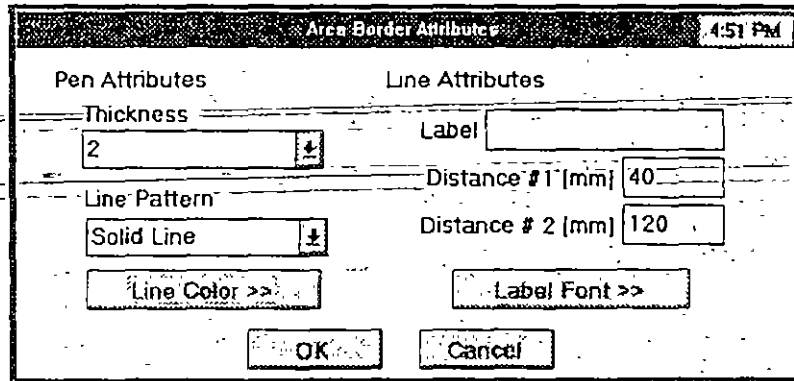 Area Border Attributes 4:51 PM
Pen Attributes Line Attributes
Thickness
Label
2
Distance #1 (mm) 40
Line Pattern
Distance # 2 (mm) 120
Solid Line
Line Color >> Label Font >>
OK Cancel